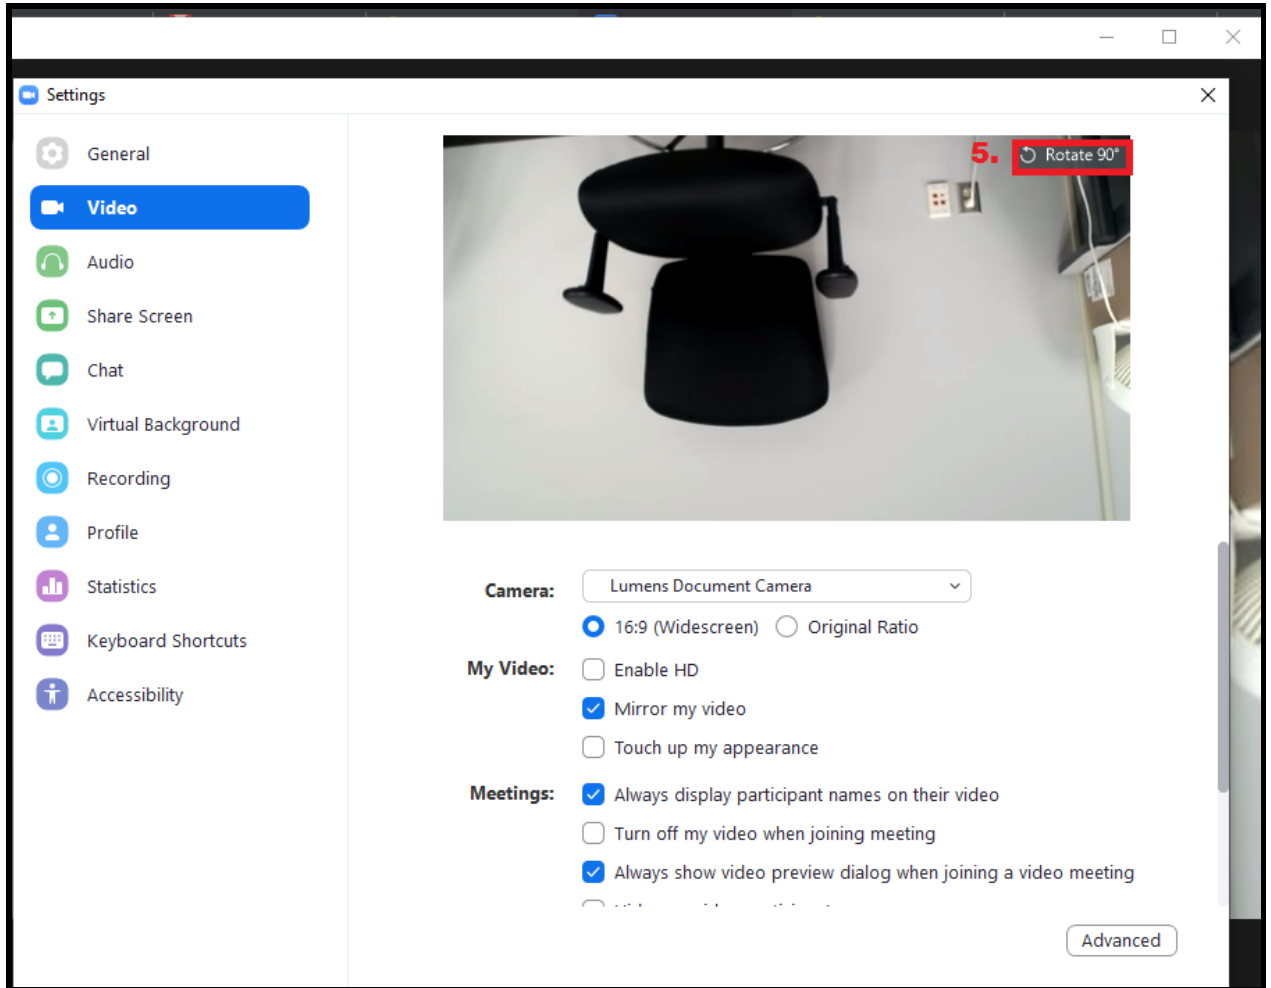 Settings
General
Video
Audio
Share Screen
Chat
Virtual Background
Recording
Profile
Statistics
Keyboard Shortcuts
Accessibility
5. Rotate 90°
Camera: Lumens Document Camera
16:9 (Widescreen) Original Ratio
My Video: Enable HD
Mirror my video
Touch up my appearance
Meetings: Always display participant names on their video
Turn off my video when joining meeting
Always show video preview dialog when joining a video meeting
Advanced